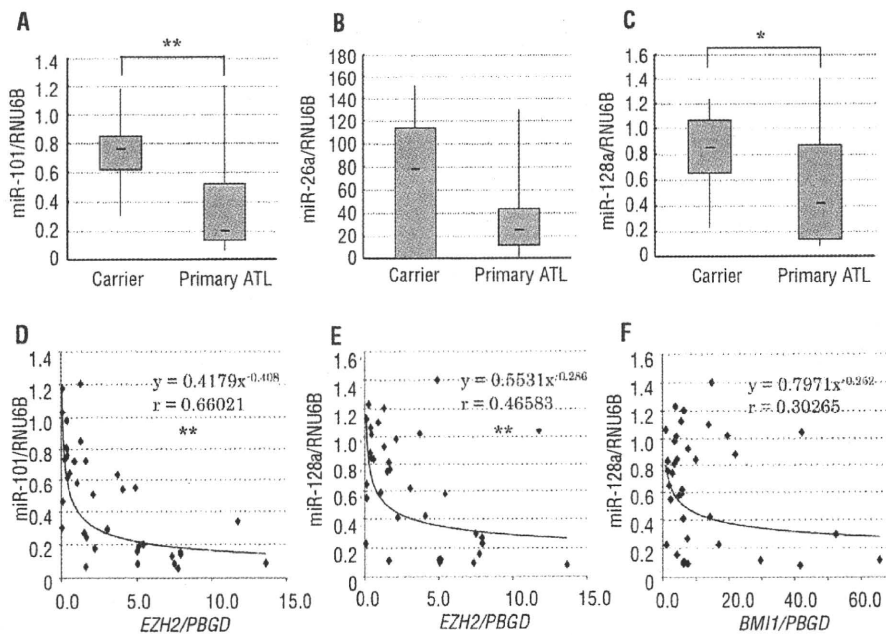 A
**
miR-101/RNU6B
1.4
1.2
1
0.8
0.6
0.4
0.2
0
Carrier Primary ATL
B
miR-26a/RNU6B
180
160
140
120
100
80
60
40
20
0
Carrier Primary ATL
C
*
miR-128a/RNU6B
1.6
1.4
1.2
1.0
0.8
0.6
0.4
0.2
0
Carrier Primary ATL
D
miR-101/RNU6B
1.4
1.2
1.0
0.8
0.6
0.4
0.2
0
y = 0.4179x-0.408
r = 0.66021
**
0.0 5.0 10.0 15.0
EZH2/PBGD
E
miR-128a/RNU6B
1.6
1.4
1.2
1.0
0.8
0.6
0.4
0.2
0
y = 0.5531x-0.286
r = 0.46583
**
0.0 5.0 10.0 15.0
EZH2/PBGD
F
miR-128a/RNU6B
1.6
1.4
1.2
1.0
0.8
0.6
0.4
0.2
0
y = 0.7971x-0.252
r = 0.30265
0.0 20.0 40.0 60.0
BMI1/PBGD